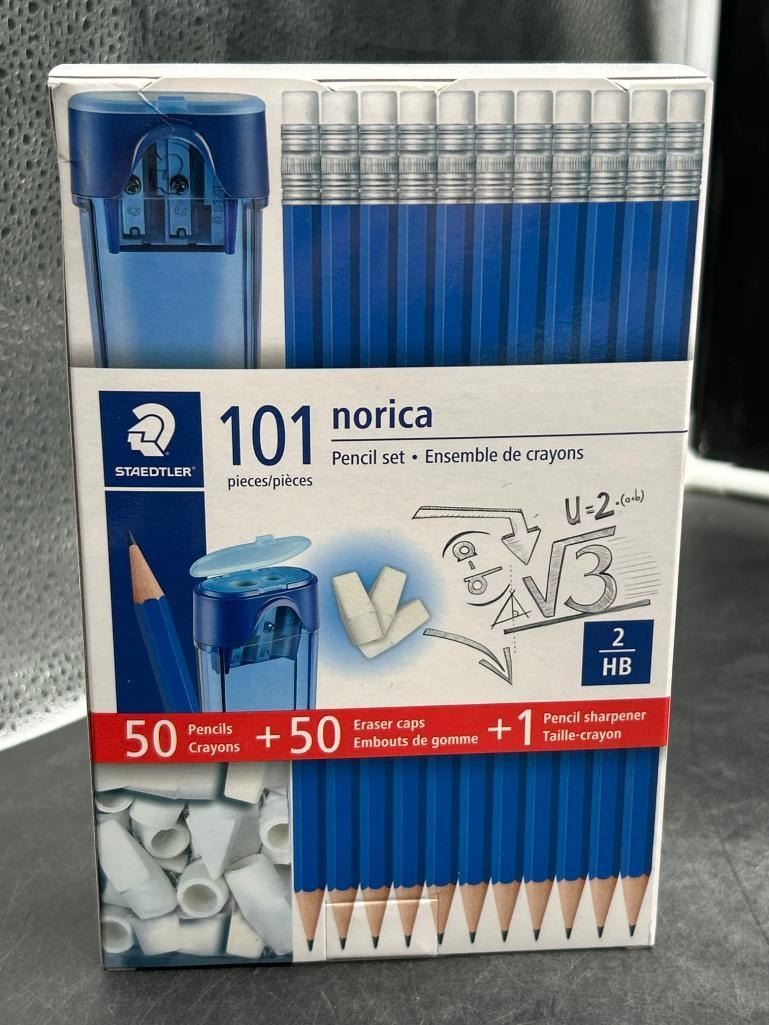 STAEDTLER®
101
pieces/pièces
norica
Pencil set • Ensemble de crayons
U=2·(a+b)
(a-b)
√3
2
HB
50 Pencils
Crayons
+50 Eraser caps
Embouts de gomme
+1 Pencil sharpener
Taille-crayon